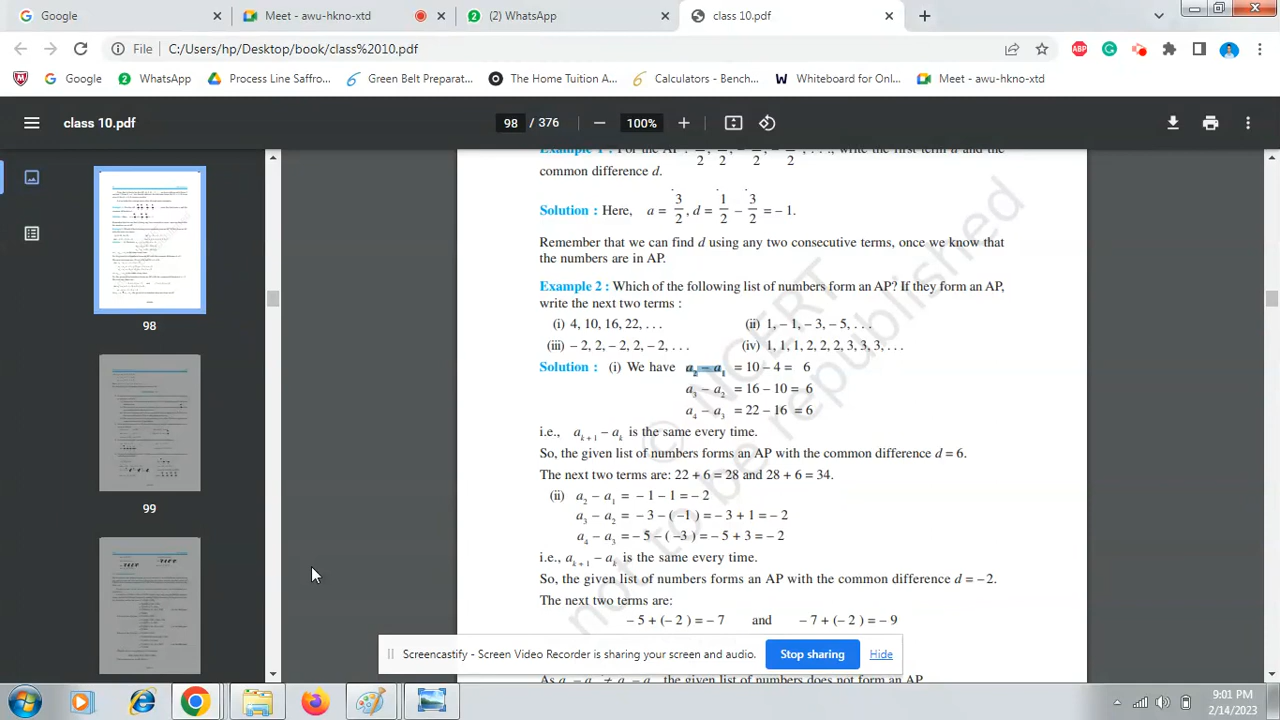 Google
Meet - awu-hkno-xtd
(2) WhatsApp
class 10.pdf
File C:/Users/hp/Desktop/book/class%2010.pdf
ABP
Google
WhatsApp
Process Line Saffro...
Green Belt Preparat...
The Home Tuition A...
Calculators - Bench...
Whiteboard for Onl...
Meet - awu-hkno-xtd
class 10.pdf
98 / 376
100%
98
99
Example 1 : For the AP : /2, /2, – /2, – /2, . . ., write the first term a and the
common difference d.
Solution : Here, a = 3/2, d = 1/2 – 3/2 = – 1.
Remember that we can find d using any two consecutive terms, once we know that
the numbers are in AP.
Example 2 : Which of the following list of numbers form an AP? If they form an AP,
write the next two terms :
(i) 4, 10, 16, 22, . . . (ii) 1, – 1, – 3, – 5, . . .
(iii) – 2, 2, – 2, 2, – 2, . . . (iv) 1, 1, 1, 2, 2, 2, 3, 3, 3, . . .
Solution : (i) We have a₂ – a₁ = 10 – 4 = 6
a₃ – a₂ = 16 – 10 = 6
a₄ – a₃ = 22 – 16 = 6
i.e., aₖ₊₁ – aₖ is the same every time.
So, the given list of numbers forms an AP with the common difference d = 6.
The next two terms are: 22 + 6 = 28 and 28 + 6 = 34.
(ii) a₂ – a₁ = – 1 – 1 = – 2
a₃ – a₂ = – 3 – ( –1 ) = – 3 + 1 = – 2
a₄ – a₃ = – 5 – ( –3 ) = – 5 + 3 = – 2
i.e., aₖ₊₁ – aₖ is the same every time.
So, the given list of numbers forms an AP with the common difference d = – 2.
The next two terms are:
– 5 + (– 2 ) = – 7 and – 7 + (– 2 ) = – 9
As a₂ – a₁ ≠ a₃ – a₂, the given list of numbers does not form an AP.
© NCERT
not to be republished
Screencastify - Screen Video Recorder is sharing your screen and audio.
Stop sharing
Hide
9:01 PM
2/14/2023